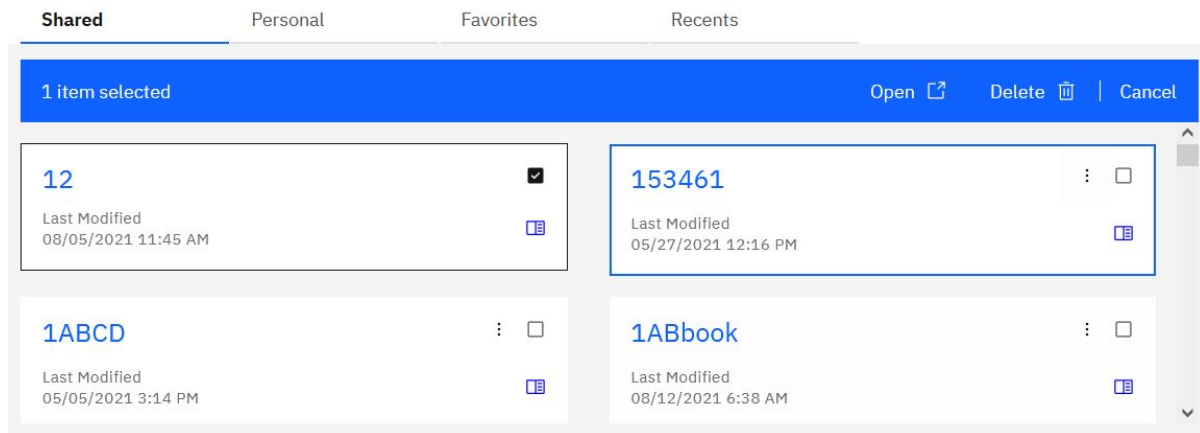 Shared Personal Favorites Recents
1 item selected Open Delete Cancel
12
Last Modified
08/05/2021 11:45 AM
153461
Last Modified
05/27/2021 12:16 PM
1ABCD
Last Modified
05/05/2021 3:14 PM
1ABbook
Last Modified
08/12/2021 6:38 AM